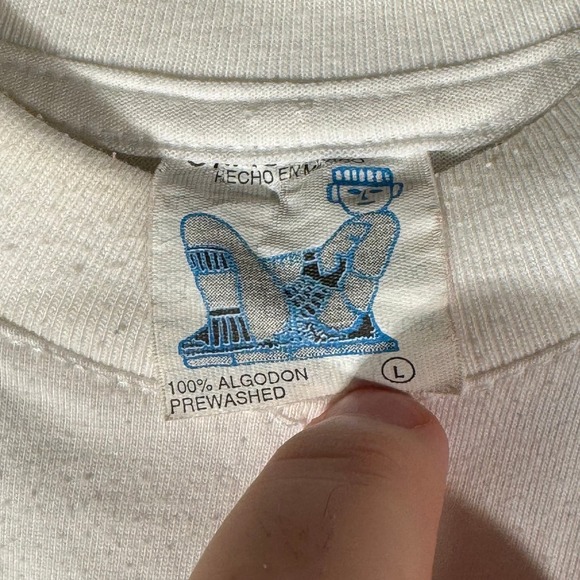 HECHO EN
100% ALGODON
PREWASHED
L